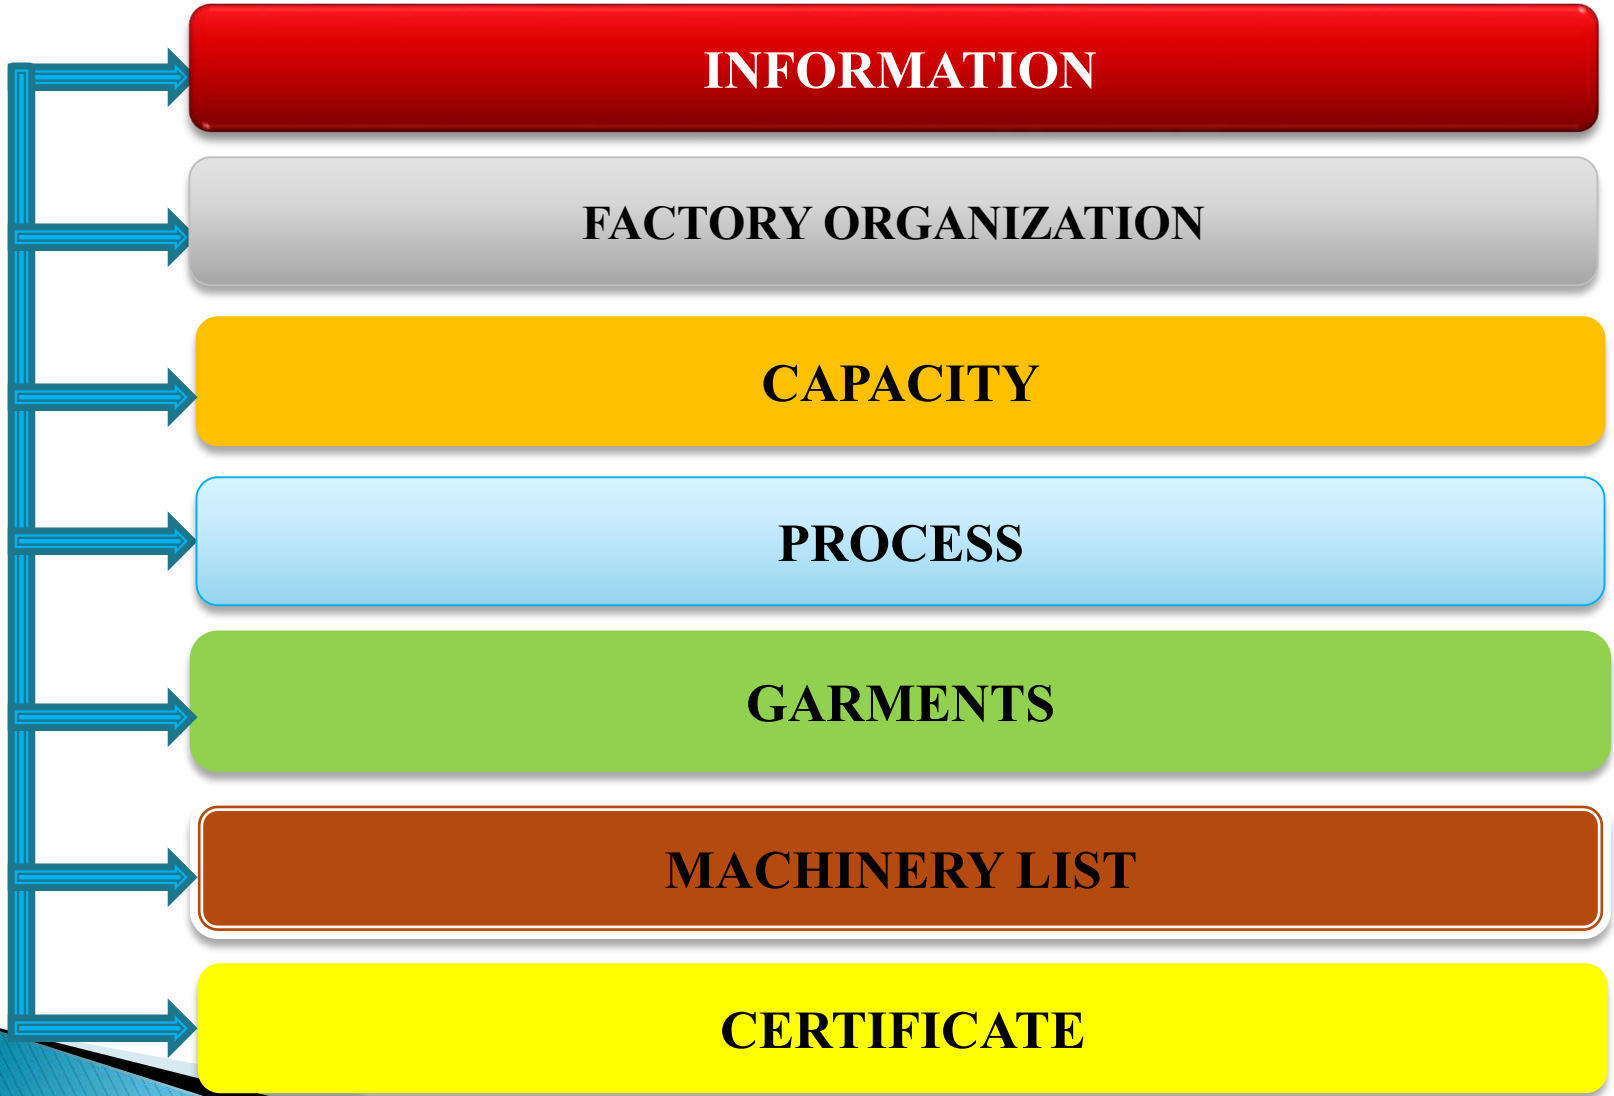 INFORMATION
FACTORY ORGANIZATION
CAPACITY
PROCESS
GARMENTS
MACHINERY LIST
CERTIFICATE